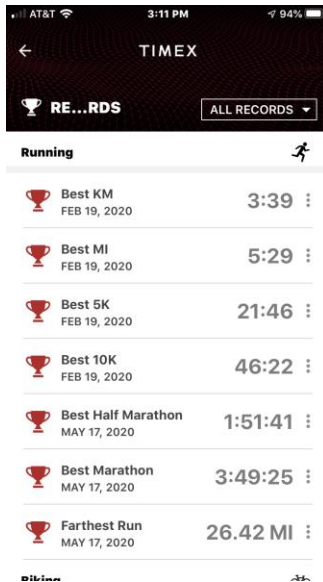 AT&T 3:11 PM 94%
TIMEX
RE...RDS ALL RECORDS
Running
Best KM
FEB 19, 2020
3:39
Best MI
FEB 19, 2020
5:29
Best 5K
FEB 19, 2020
21:46
Best 10K
FEB 19, 2020
46:22
Best Half Marathon
MAY 17, 2020
1:51:41
Best Marathon
MAY 17, 2020
3:49:25
Farthest Run
MAY 17, 2020
26.42 MI
Biking